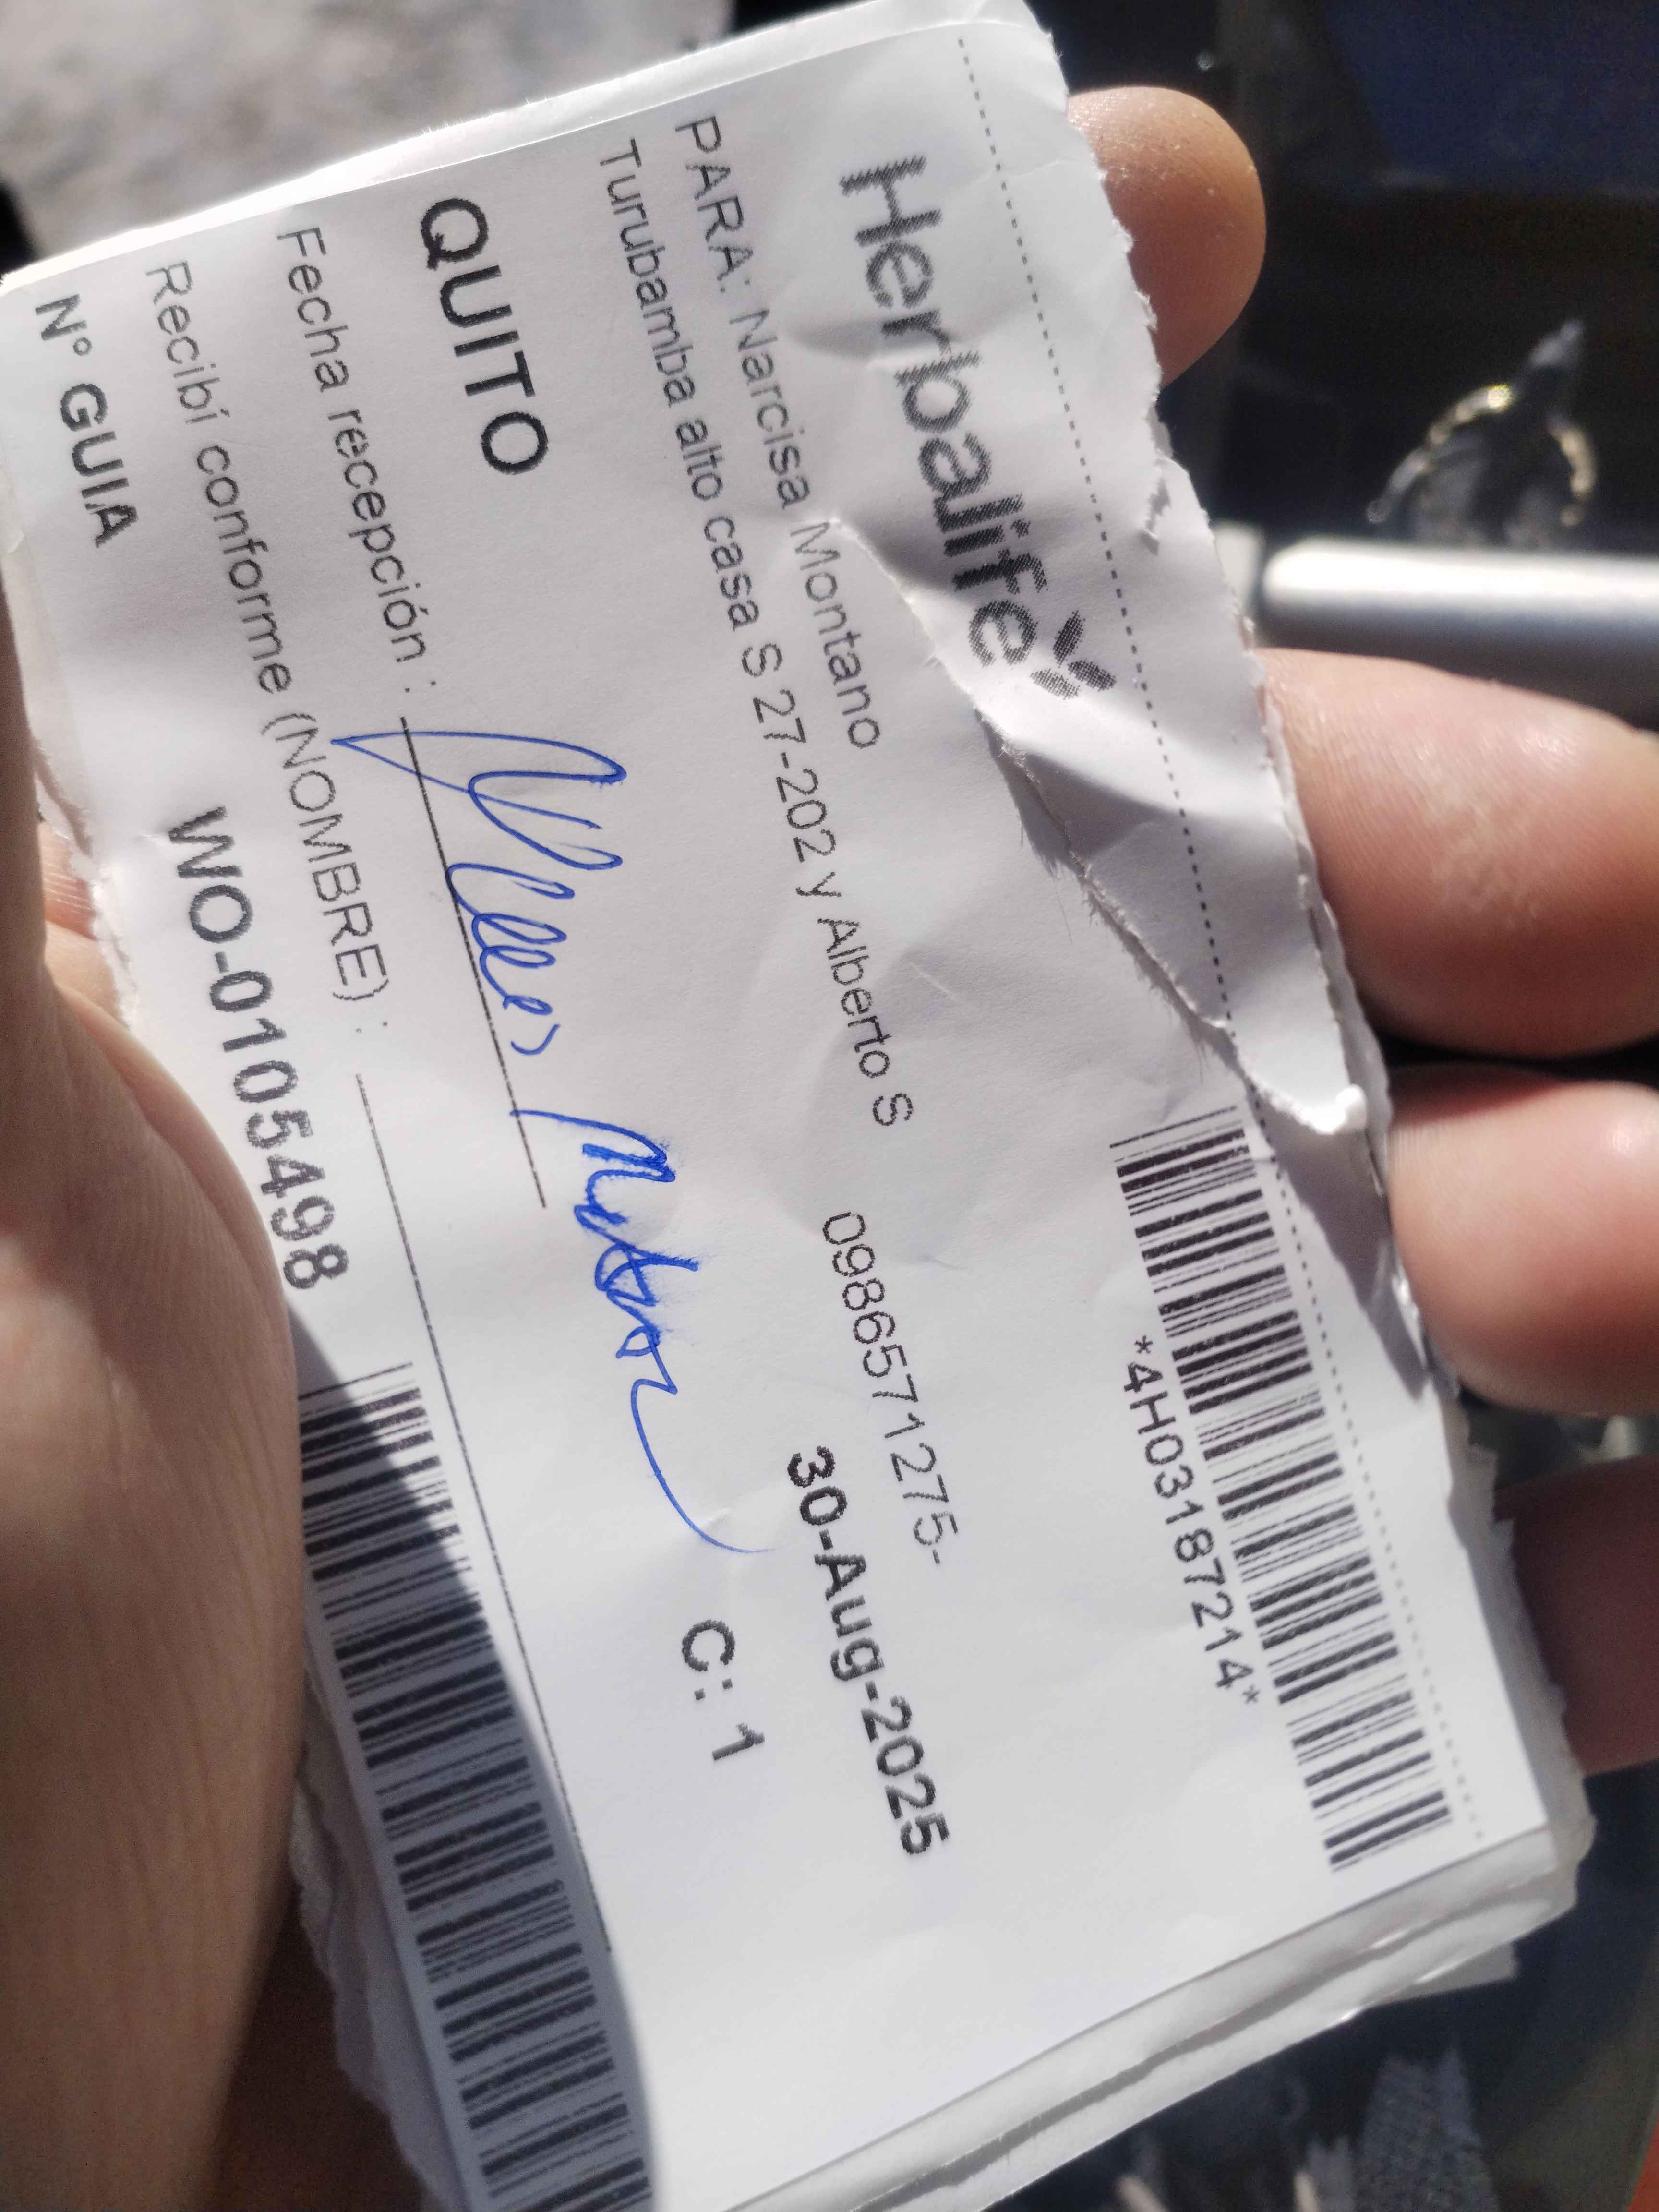 Herbalife
*4H03187214*
PARA: Narcisa Montano
Turubamba alto casa S 27-202 y Alberto S 0986571275-
30-Aug-2025
QUITO C: 1
Fecha recepción :
Recibí conforme (NOMBRE) :
Nº GUIA WO-0105498